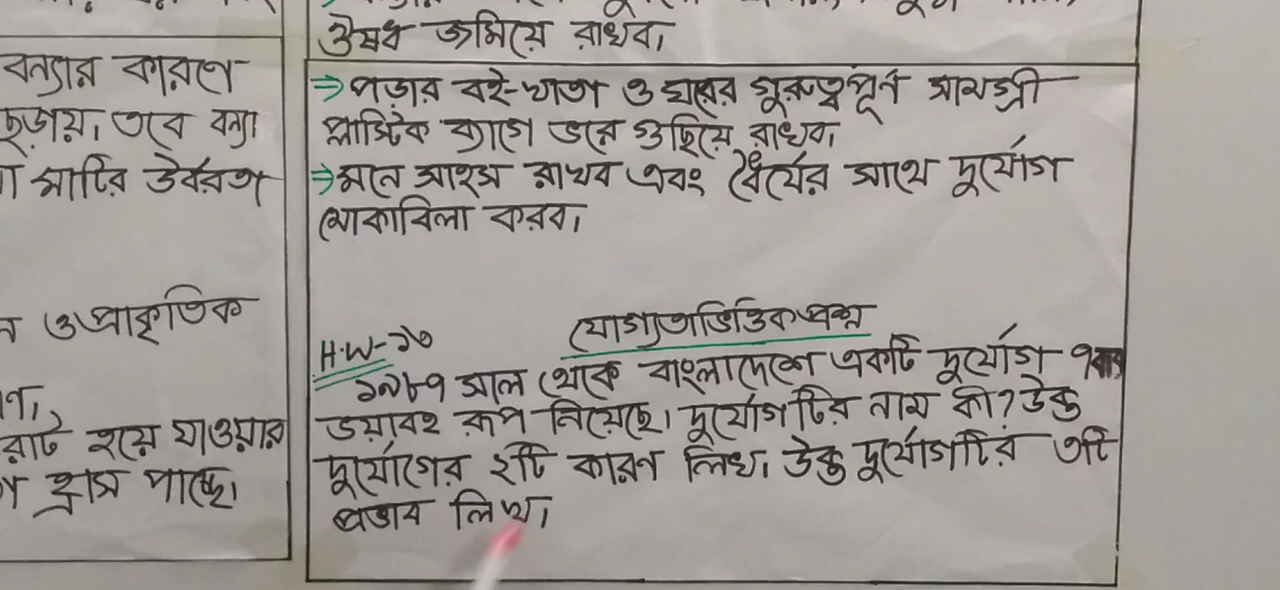 ঔষধ জমিয়ে রাখব।
বন্যার কারণে
ছড়ায়। তবে বন্যা
মাটির উর্বরতা
ও প্রাকৃতিক
হয়ে যাওয়ার
হ্রাস পাচ্ছে।
⇒ পড়ার বই-খাতা ও ঘরের গুরুত্বপূর্ণ সামগ্রী
প্লাস্টিক ব্যাগে ভরে গুছিয়ে রাখব।
⇒ মনে সাহস রাখব এবং ধৈর্যের সাথে দুর্যোগ
মোকাবিলা করব।
যোগ্যতাভিত্তিক প্রশ্ন
H.W-১৩
১৯৮৭ সাল থেকে বাংলাদেশে একটি দুর্যোগ
ভয়াবহ রূপ নিয়েছে। দুর্যোগটির নাম কী? উক্ত
দুর্যোগের ২টি কারণ লিখ। উক্ত দুর্যোগটির ৩টি
প্রভাব লিখ।